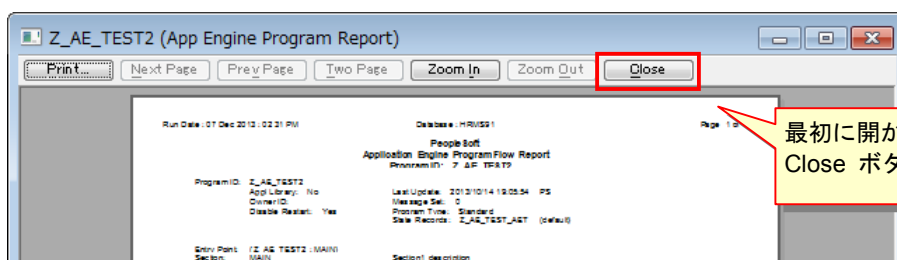 Z_AE_TEST2 (App Engine Program Report)
Print... Next Page Prev Page Two Page Zoom In Zoom Out Close
Run Date : 07 Dec 2013 : 02:31 PM Database : HRMS91 Page 1 of
PeopleSoft
Application Engine Program Flow Report
Program ID: Z_AE_TEST2
Program ID: Z_AE_TEST2
Appl Library: No Last Update: 2013/10/14 19:05:54 PS
Owner ID: Message Set: 0
Disable Restart: Yes Program Type: Standard
State Records: Z_AE_TEST_AET (default)
Entry Point: (Z_AE_TEST2 : MAIN)
Section: MAIN Section1 description
最初に開か
Close ボタ